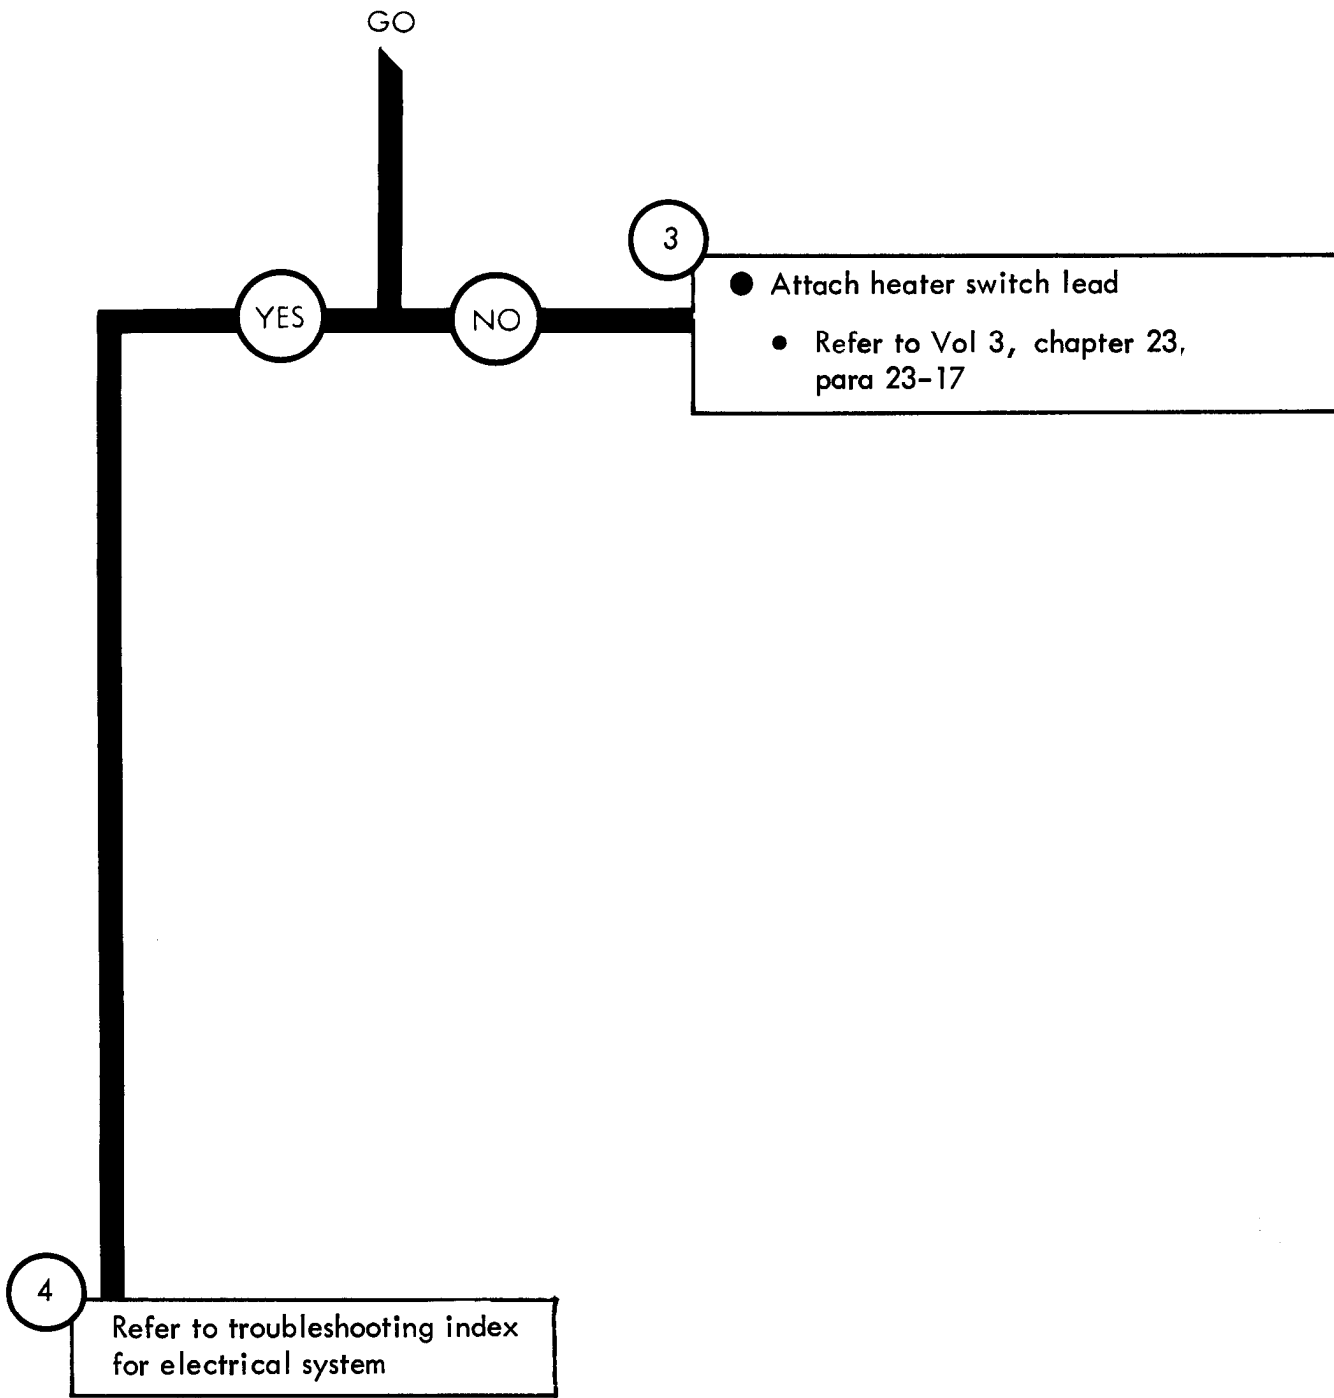 GO
3
● Attach heater switch lead
● Refer to Vol 3, chapter 23,
para 23-17
YES
NO
4
Refer to troubleshooting index
for electrical system